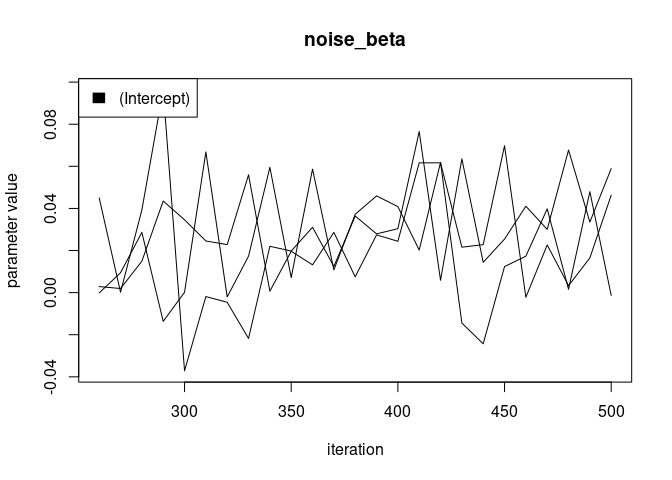 noise_beta
(Intercept)
parameter value
0.08
0.04
0.00
-0.04
300 350 400 450 500
iteration